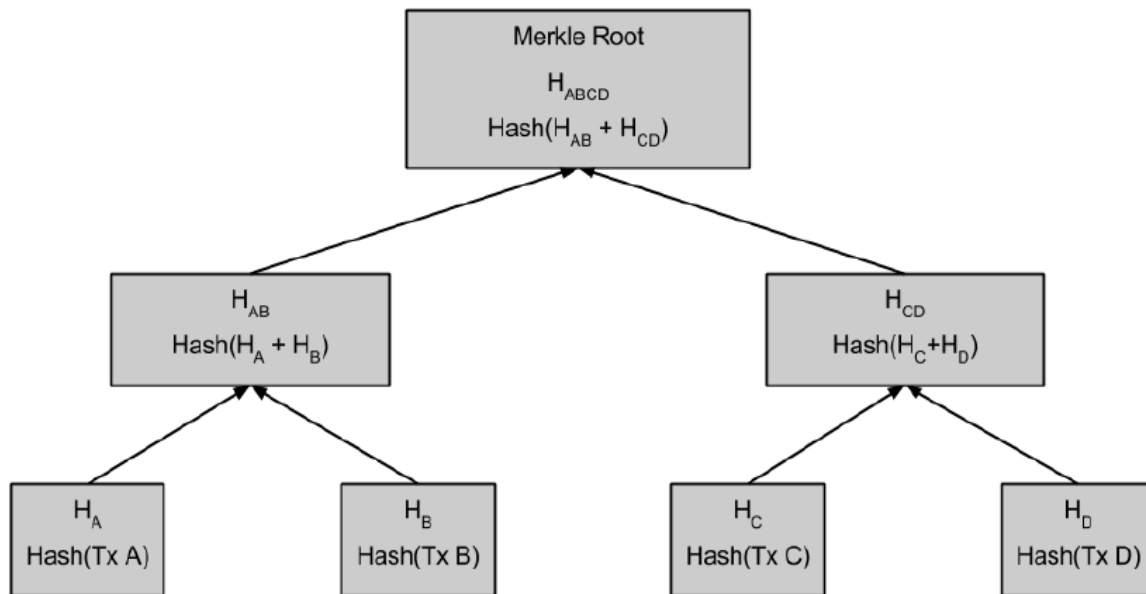 Merkle Root
H_ABCD
Hash(H_AB + H_CD)
H_AB
Hash(H_A + H_B)
H_CD
Hash(H_C+H_D)
H_A
Hash(Tx A)
H_B
Hash(Tx B)
H_C
Hash(Tx C)
H_D
Hash(Tx D)